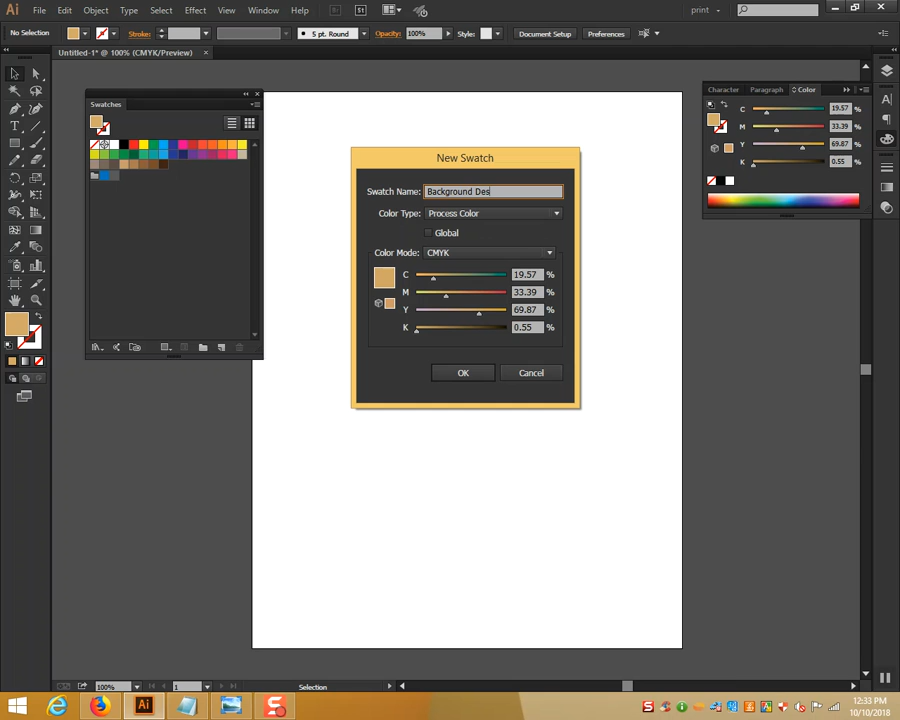 Ai File Edit Object Type Select Effect View Window Help Br St print
No Selection Stroke: 5 pt. Round Opacity: 100% Style: Document Setup Preferences
Untitled-1* @ 100% (CMYK/Preview)
Swatches
Character Paragraph Color
C 19.57 %
M 33.39 %
Y 69.87 %
K 0.55 %
New Swatch
Swatch Name: Background Des
Color Type: Process Color
Global
Color Mode: CMYK
C 19.57 %
M 33.39 %
Y 69.87 %
K 0.55 %
OK Cancel
100% 1 Selection
Ai S
12:33 PM
10/10/2018